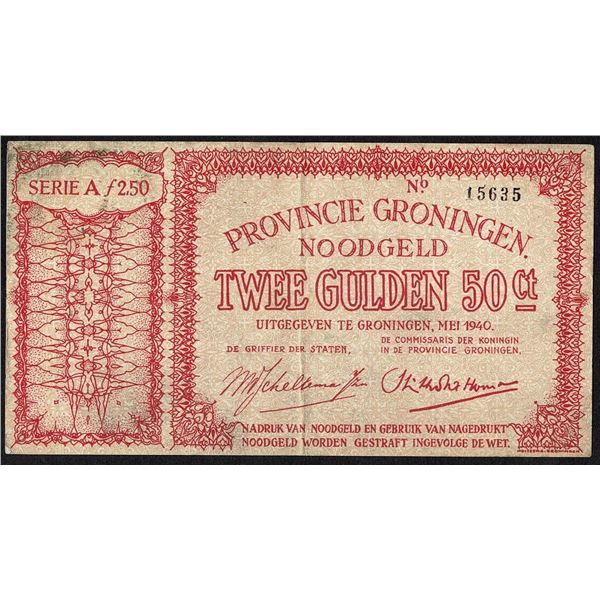 SERIE A ƒ 2.50
Nº 15635
PROVINCIE GRONINGEN.
NOODGELD
TWEE GULDEN 50 Ct
UITGEGEVEN TE GRONINGEN, MEI 1940.
DE GRIFFIER DER STATEN,
DE COMMISSARIS DER KONINGIN
IN DE PROVINCIE GRONINGEN,
NADRUK VAN NOODGELD EN GEBRUIK VAN NAGEDRUKT
NOODGELD WORDEN GESTRAFT INGEVOLGE DE WET.